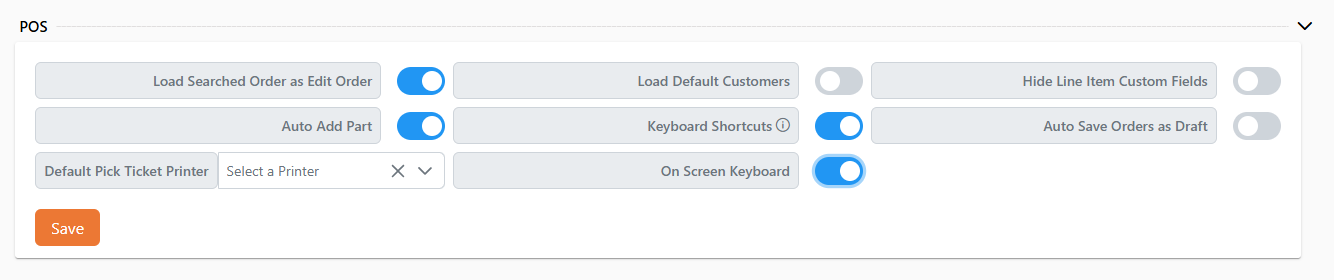 POS
Load Searched Order as Edit Order
Load Default Customers
Hide Line Item Custom Fields
Auto Add Part
Keyboard Shortcuts
Auto Save Orders as Draft
Default Pick Ticket Printer
Select a Printer
On Screen Keyboard
Save